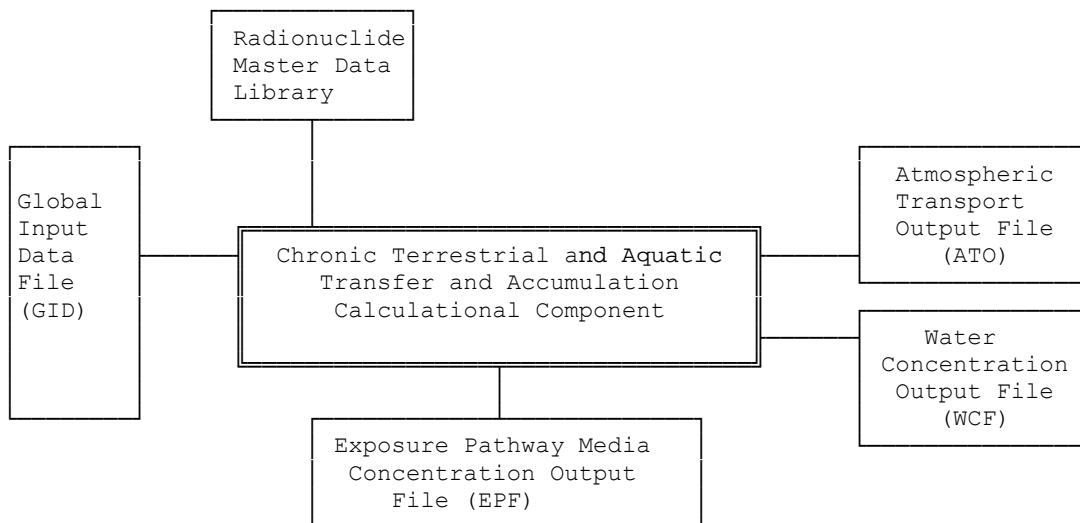 Radionuclide
Master Data
Library
Global
Input
Data
File
(GID)
Chronic Terrestrial and Aquatic
Transfer and Accumulation
Calculational Component
Atmospheric
Transport
Output File
(ATO)
Water
Concentration
Output File
(WCF)
Exposure Pathway Media
Concentration Output
File (EPF)